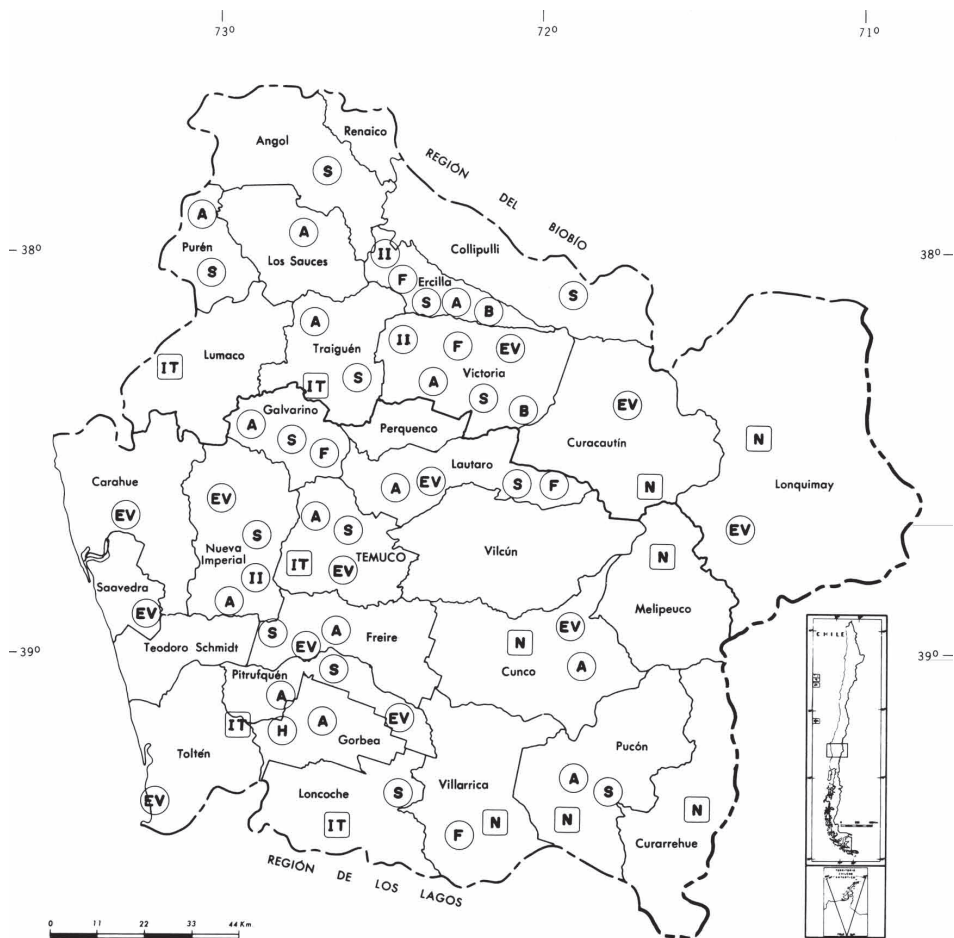 73º 72º 71º
Renaico
Angol
REGIÓN DEL BIOBÍO
S
A A
38º 38º
Purén
Los Sauces
Collipulli
II
S
F
Ercilla
S A B
S
A
II F EV
Lumaco
Traiguén
IT
Victoria
IT S
A S B
EV
Galvarino
A S F
Perquenco
Curacautín
N
Lautaro
Carahue
A EV S F
N
Lonquimay
EV
EV
A S
EV
S
Nueva
Imperial
TEMUCO
Vilcún
IT
EV
N
II
Saavedra
EV
A
Melipeuco
Teodoro Schmidt
S A
Freire
EV
EV
N
39º 39º
Cunco
A
S
Pitrufquén
A
IT H A EV
Gorbea
Toltén
Pucón
EV
Loncoche
S
Villarrica
A S
IT
N N N
F
Curarrehue
REGIÓN DE LOS LAGOS
0 11 22 33 44 Km
CHILE